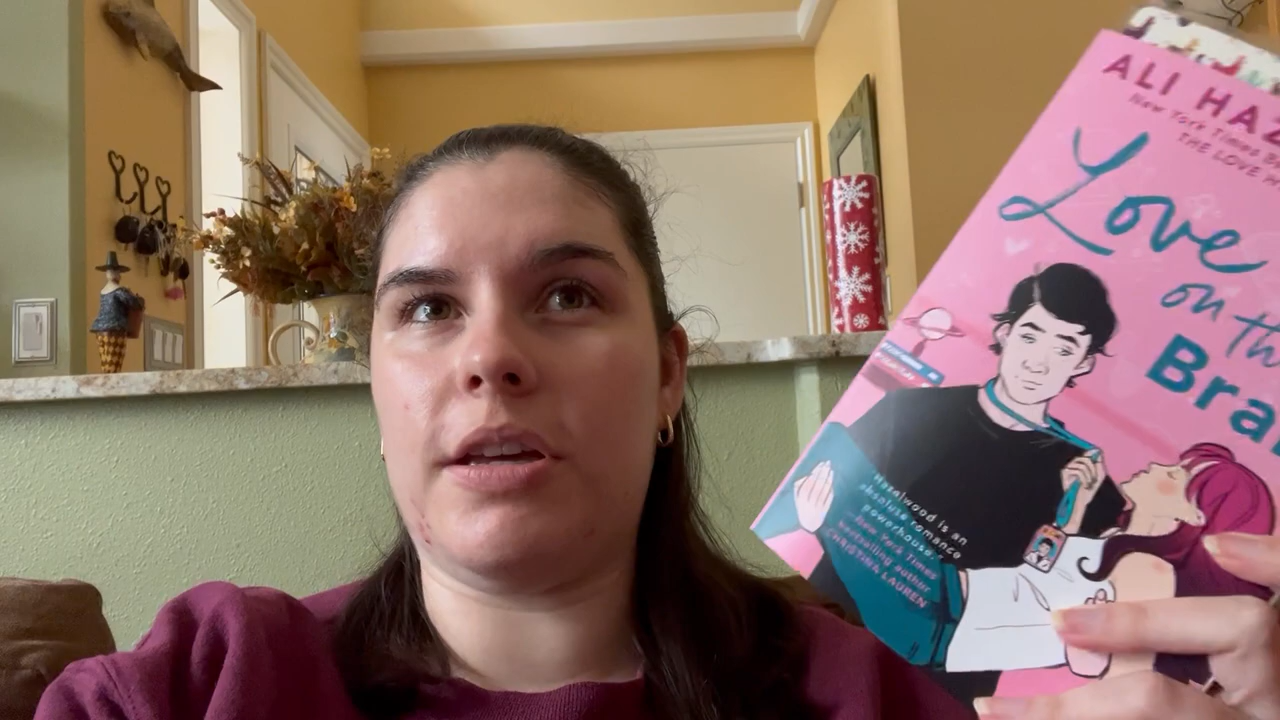 ALI HAZ
New York Times B
THE LOVE
Love
on th
Bra
"Hazelwood is an
absolute romance
powerhouse."
—New York Times
bestselling author
CHRISTINA LAUREN